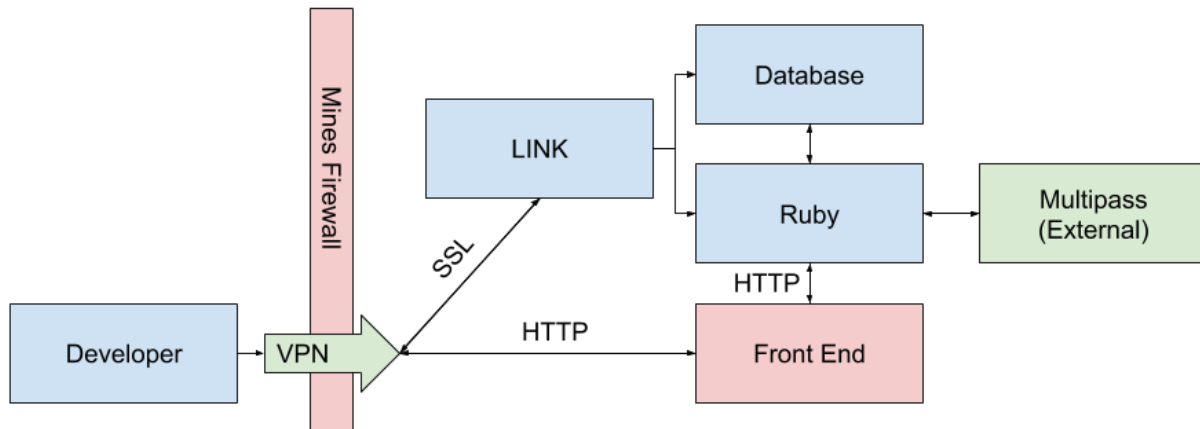 Database
Mines Firewall
LINK
Ruby
Multipass
(External)
SSL
HTTP
HTTP
Developer
VPN
Front End